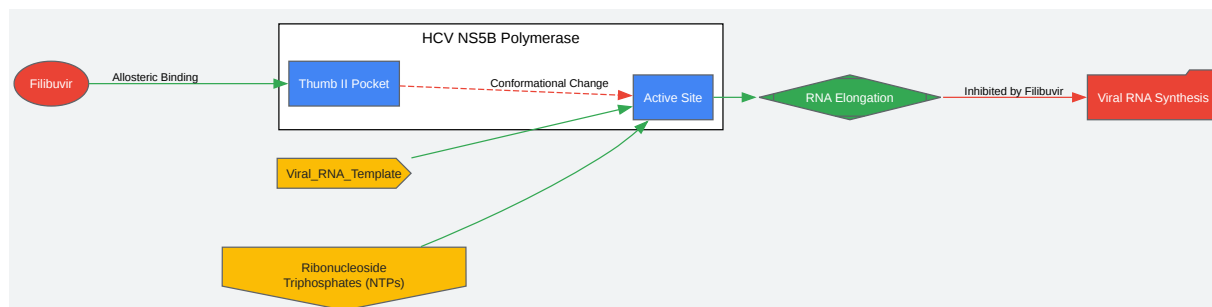 HCV NS5B Polymerase
Filibuvir
Allosteric Binding
Thumb II Pocket
Conformational Change
Active Site
RNA Elongation
Inhibited by Filibuvir
Viral RNA Synthesis
Viral_RNA_Template
Ribonucleoside
Triphosphates (NTPs)